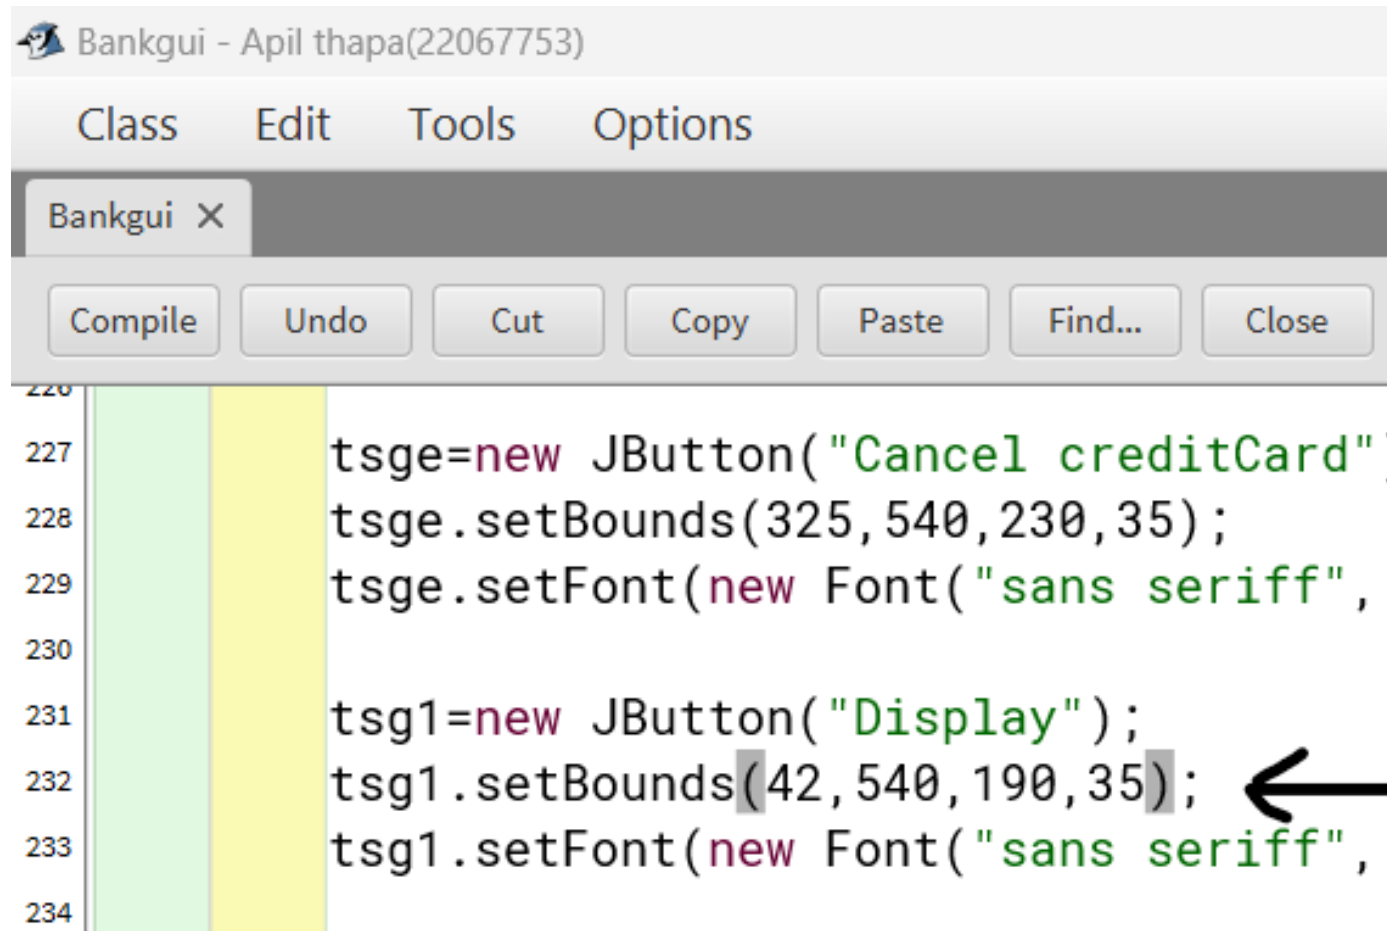 Bankgui - Apil thapa(22067753)
Class Edit Tools Options
Bankgui
Compile Undo Cut Copy Paste Find... Close
226
227 tsge=new JButton("Cancel creditCard")
228 tsge.setBounds(325,540,230,35);
229 tsge.setFont(new Font("sans seriff",
230
231 tsg1=new JButton("Display");
232 tsg1.setBounds(42,540,190,35);
233 tsg1.setFont(new Font("sans seriff",
234